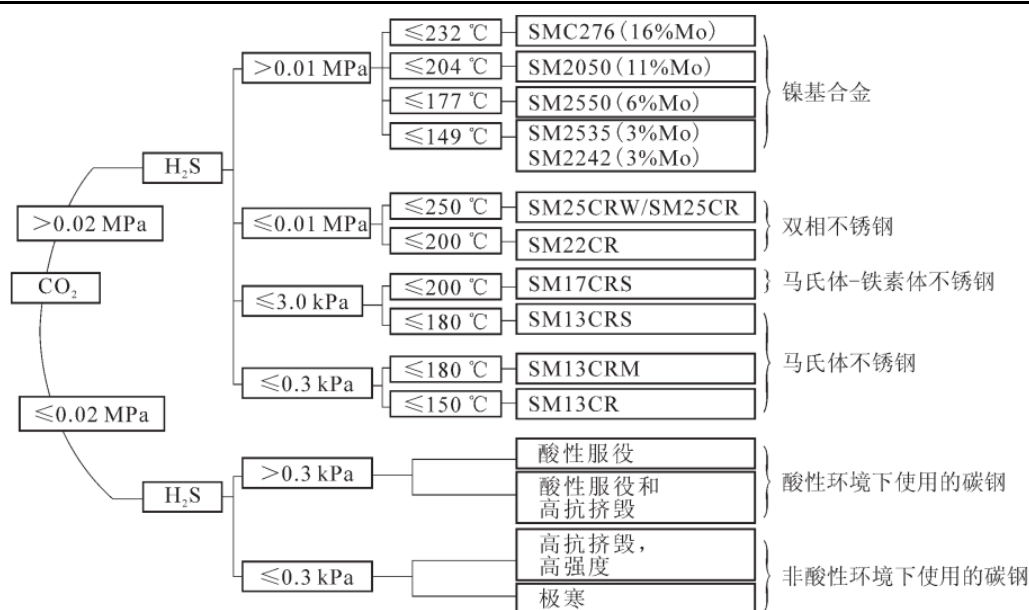 CO₂
>0.02 MPa
≤0.02 MPa
H₂S
>0.01 MPa
≤232 ℃
SMC276(16%Mo)
≤204 ℃
SM2050(11%Mo)
≤177 ℃
SM2550(6%Mo)
≤149 ℃
SM2535(3%Mo)
SM2242(3%Mo)
镍基合金
≤0.01 MPa
≤250 ℃
SM25CRW/SM25CR
≤200 ℃
SM22CR
双相不锈钢
≤3.0 kPa
≤200 ℃
SM17CRS
马氏体-铁素体不锈钢
≤180 ℃
SM13CRS
≤0.3 kPa
≤180 ℃
SM13CRM
≤150 ℃
SM13CR
马氏体不锈钢
H₂S
>0.3 kPa
酸性服役
酸性服役和
高抗挤毁
酸性环境下使用的碳钢
≤0.3 kPa
高抗挤毁，
高强度
极寒
非酸性环境下使用的碳钢